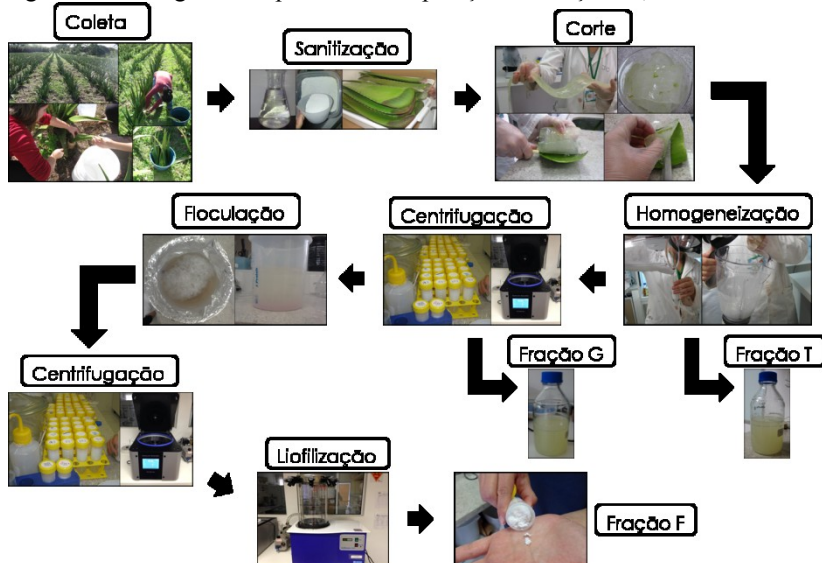 Coleta
Sanitização
Corte
Floculação
Centrifugação
Homogeneização
Fração G
Fração T
Centrifugação
Liofilização
Fração F